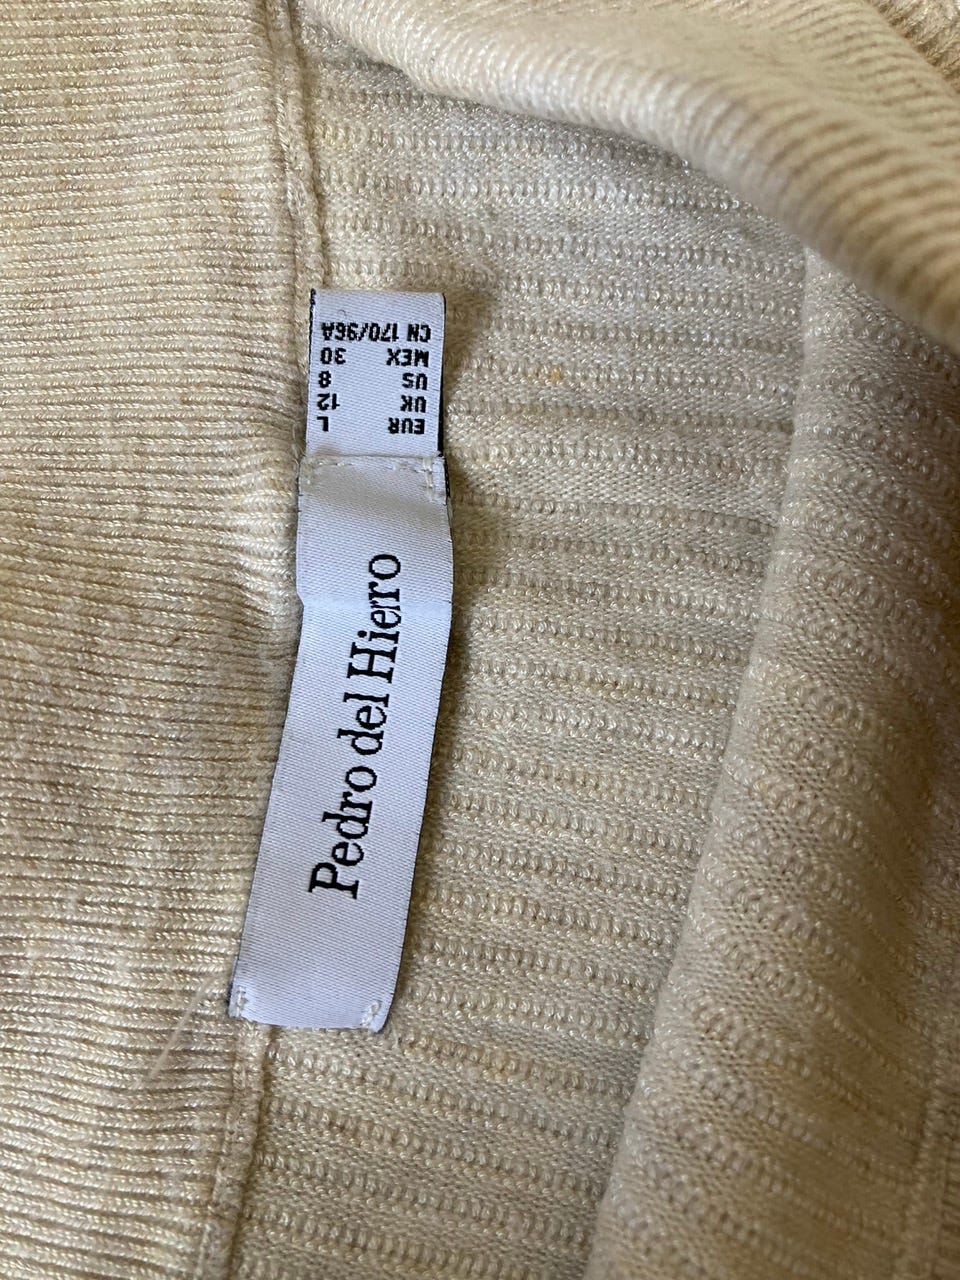 Pedro del Hierro
EUR L
UK 12
US 8
MEX 30
CN 170/96A